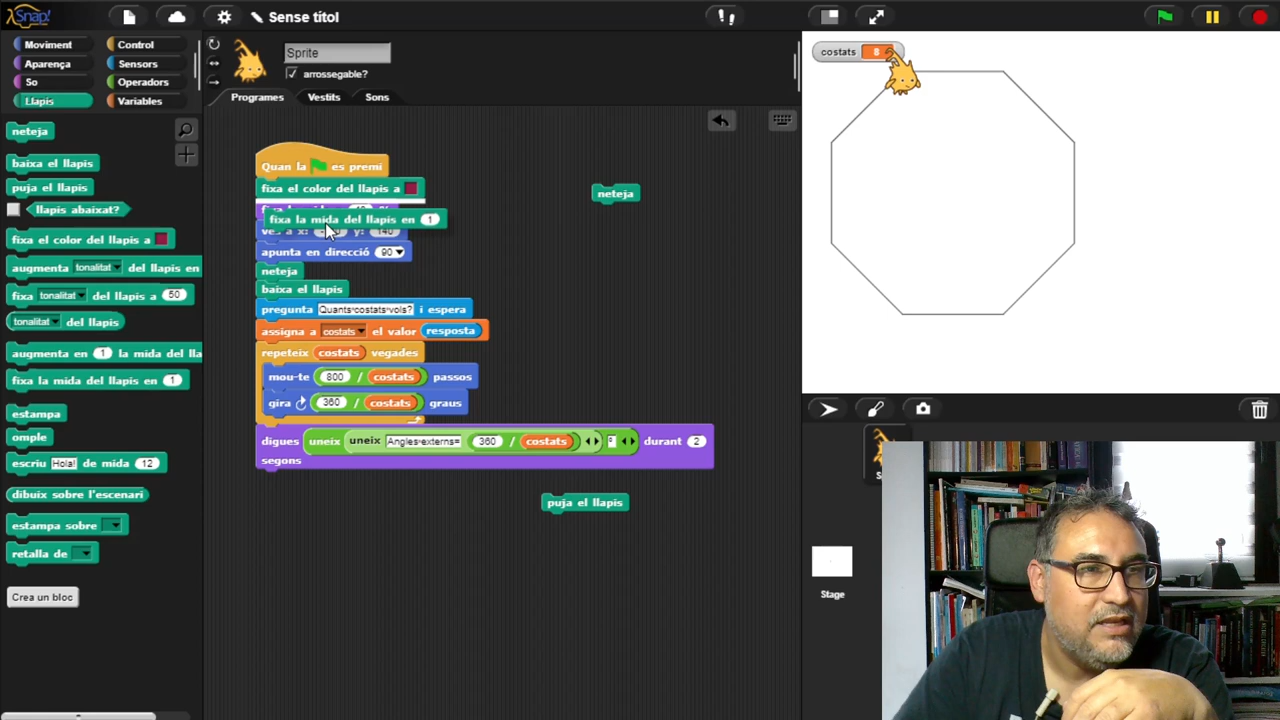 Snap!
Sense títol
Moviment
Control
Aparença
Sensors
So
Operadors
Llapis
Variables
Sprite
arrossegable?
Programes
Vestits
Sons
neteja
baixa el llapis
puja el llapis
llapis abaixat?
fixa el color del llapis a
augmenta tonalitat del llapis en
fixa tonalitat del llapis a 50
tonalitat del llapis
augmenta en 1 la mida del lla
fixa la mida del llapis en 1
estampa
omple
escriu Hola! de mida 12
dibuix sobre l'escenari
estampa sobre
retalla de
Crea un bloc
Quan la es premi
fixa el color del llapis a
fixa la mida del llapis en 1
y: 140
apunta en direcció 90
neteja
baixa el llapis
pregunta Quants costats vols? i espera
assigna a costats el valor resposta
repeteix costats vegades
mou-te 800 / costats passos
gira 360 / costats graus
digues uneix uneix Angles externs= 360 / costats º durant 2
segons
neteja
puja el llapis
costats 8
Stage